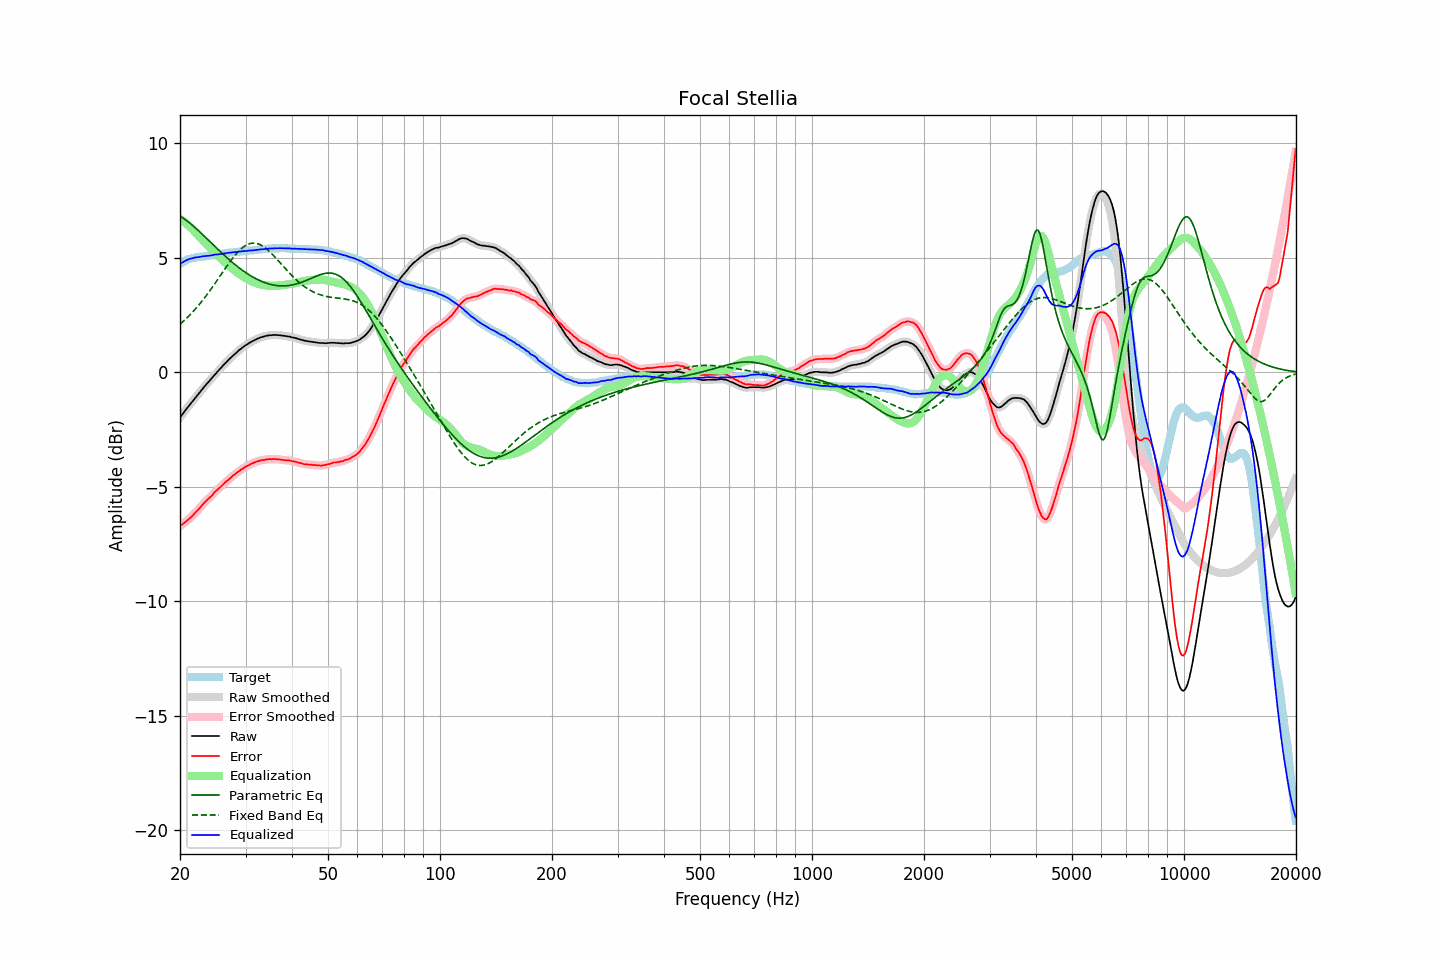 Focal Stellia
Amplitude (dBr)
10
5
0
−5
−10
−15
−20
Target
Raw Smoothed
Error Smoothed
Raw
Error
Equalization
Parametric Eq
Fixed Band Eq
Equalized
20 50 100 200 500 1000 2000 5000 10000 20000
Frequency (Hz)